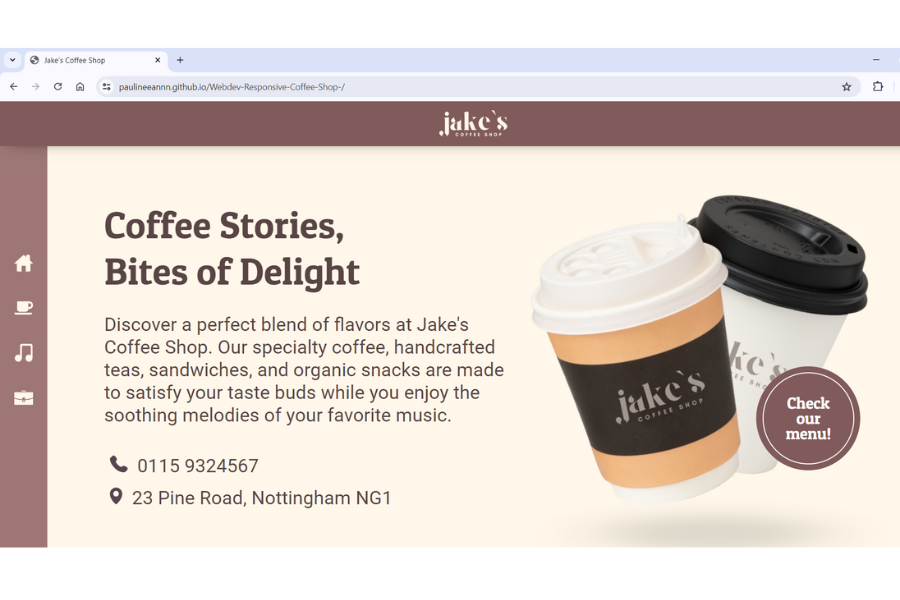 Jake's Coffee Shop
paulineeannn.github.io/Webdev-Responsive-Coffee-Shop-/
jake's
COFFEE SHOP
Coffee Stories,
Bites of Delight
Discover a perfect blend of flavors at Jake's
Coffee Shop. Our specialty coffee, handcrafted
teas, sandwiches, and organic snacks are made
to satisfy your taste buds while you enjoy the
soothing melodies of your favorite music.
0115 9324567
23 Pine Road, Nottingham NG1
jake's
COFFEE SHOP
Check
our
menu!